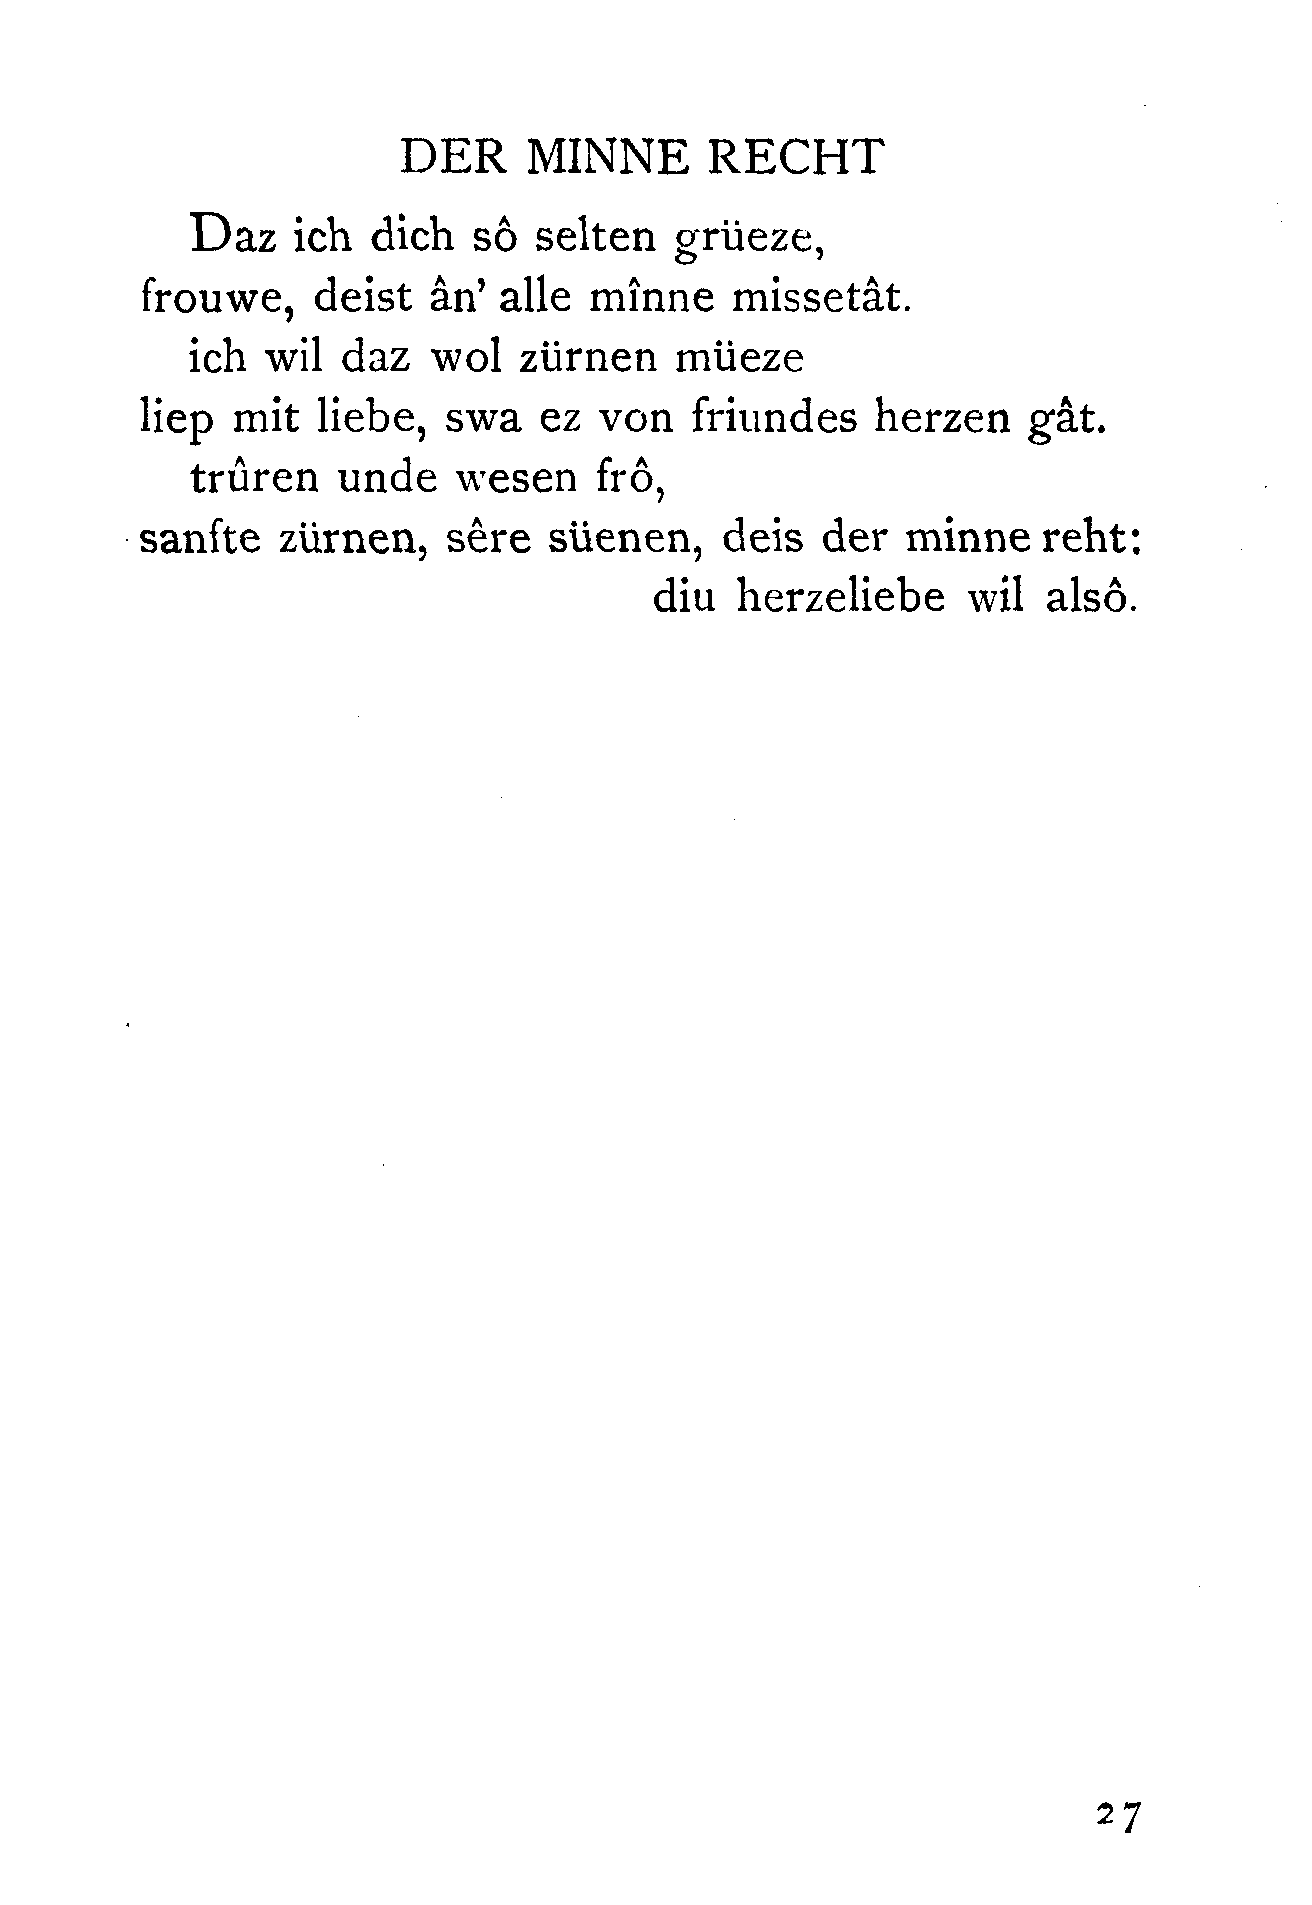 DER MINNE RECHT
Daz ich dich sô selten grüeze,
frouwe, deist ân' alle mînne missetât.
ich wil daz wol zürnen müeze
liep mit liebe, swa ez von friundes herzen gât.
trûren unde wesen frô,
sanfte zürnen, sêre süenen, deis der minne reht:
diu herzeliebe wil alsô.
27